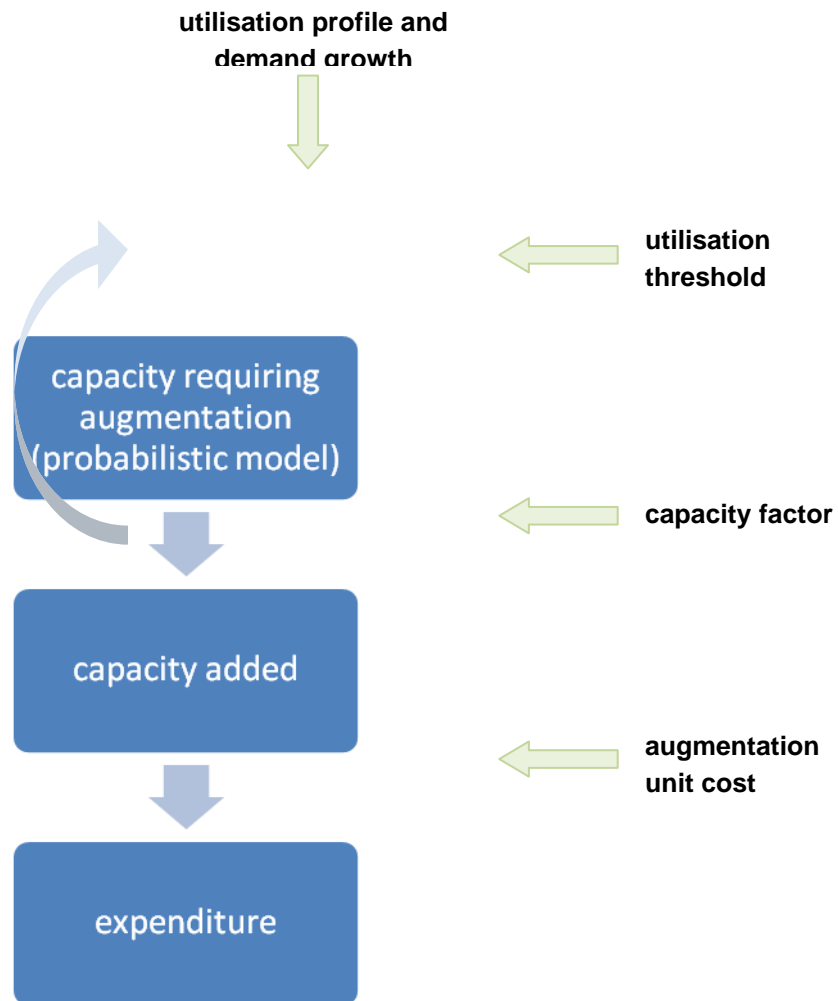 utilisation profile and
demand growth
utilisation
threshold
capacity requiring
augmentation
(probabilistic model)
capacity factor
capacity added
augmentation
unit cost
expenditure